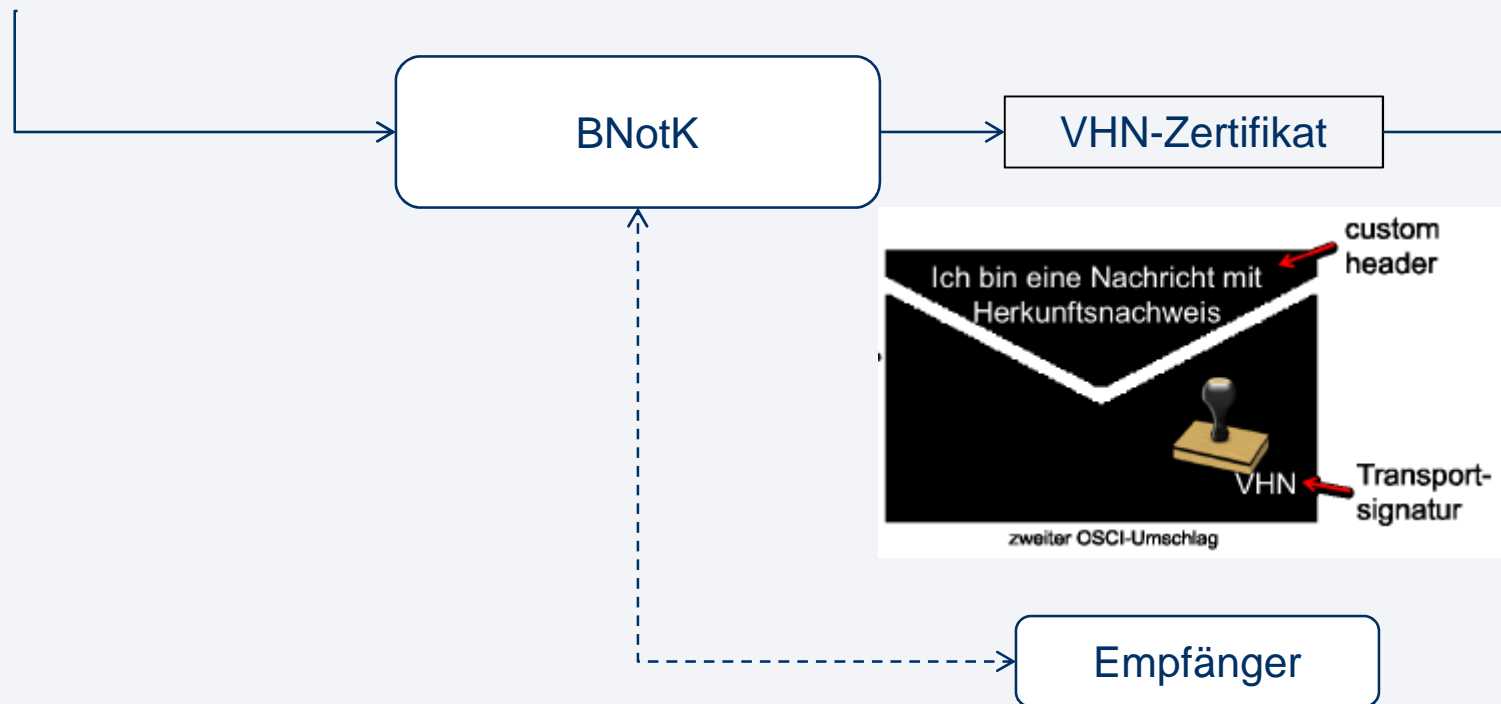 BNotK
VHN-Zertifikat
custom
header
Ich bin eine Nachricht mit
Herkunftsnachweis
VHN
Transport-
signatur
zweiter OSCI-Umschlag
Empfänger